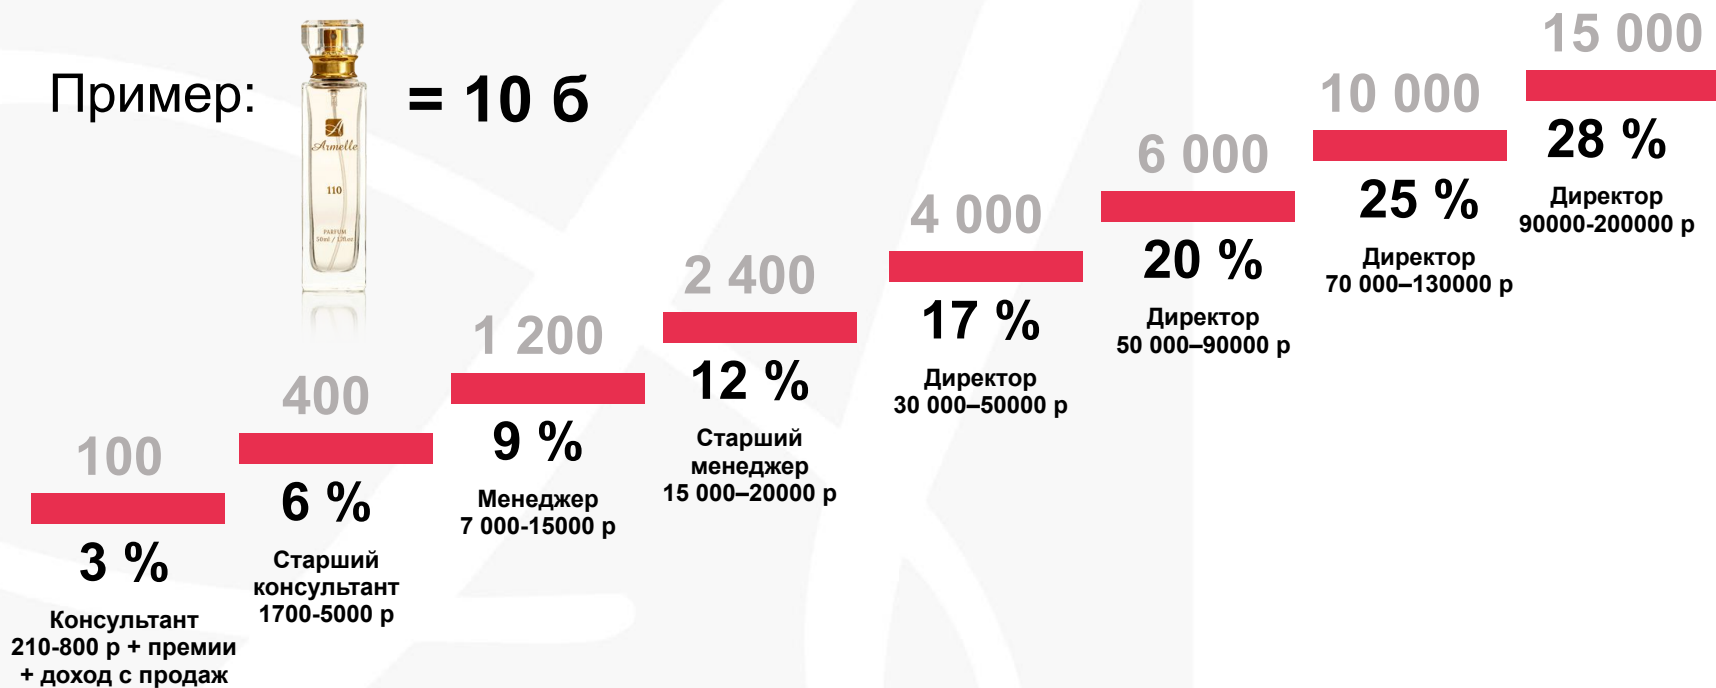 Пример:
= 10 б
Armelle
110
PARFUM
100
3 %
Консультант
210-800 р + премии
+ доход с продаж
400
6 %
Старший
консультант
1700-5000 р
1 200
9 %
Менеджер
7 000-15000 р
2 400
12 %
Старший
менеджер
15 000–20000 р
4 000
17 %
Директор
30 000–50000 р
6 000
20 %
Директор
50 000–90000 р
10 000
25 %
Директор
70 000–130000 р
15 000
28 %
Директор
90000-200000 р